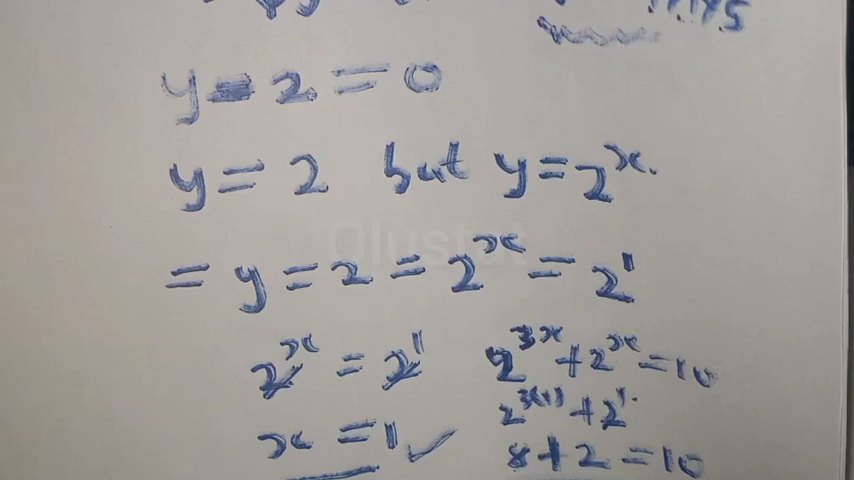 y - 2 = 0
y = 2 but y = 2^x.
= y = 2 = 2^x = 2^1
2^x = 2^1
x = 1 ✓
2^3x + 2^x = 10
2^3(1) + 2^1.
8 + 2 = 10